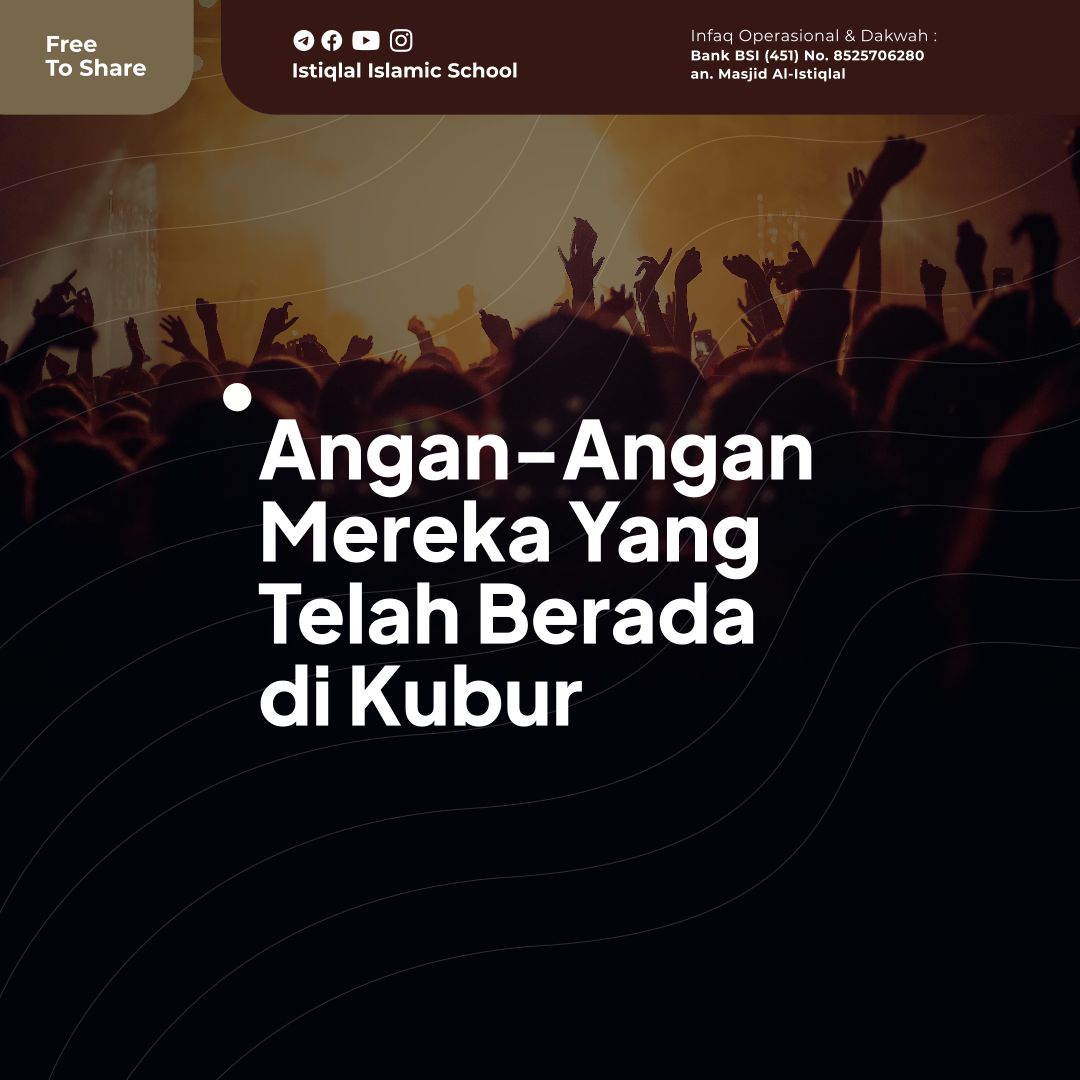 Free
To Share
Istiqlal Islamic School
Infaq Operasional & Dakwah :
Bank BSI (451) No. 8525706280
an. Masjid Al-Istiqlal
Angan-Angan
Mereka Yang
Telah Berada
di Kubur